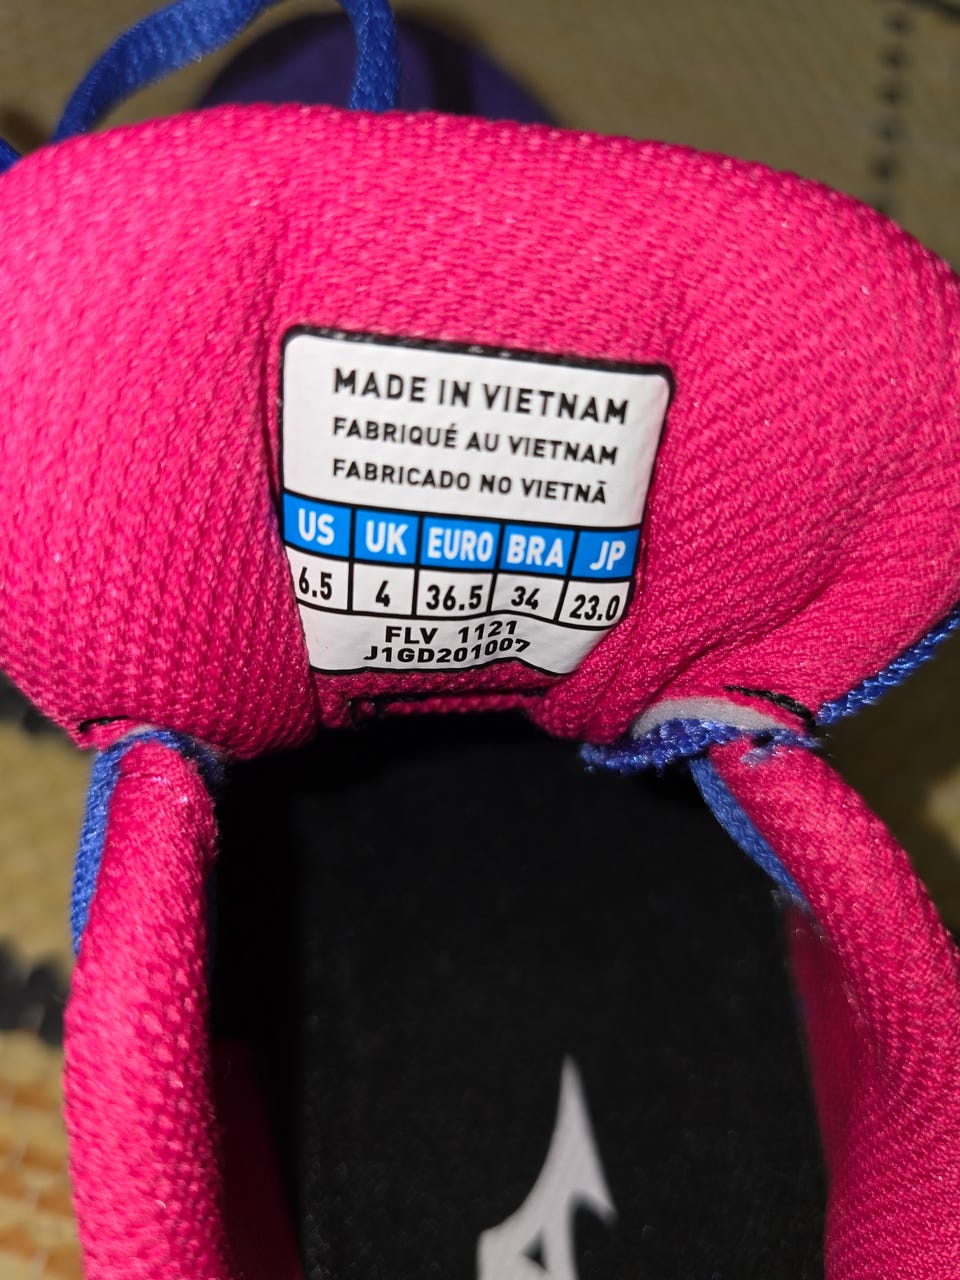 MADE IN VIETNAM
FABRIQUÉ AU VIETNAM
FABRICADO NO VIETNÃ
US UK EURO BRA JP
6.5 4 36.5 34 23.0
FLV 1121
J1GD201007